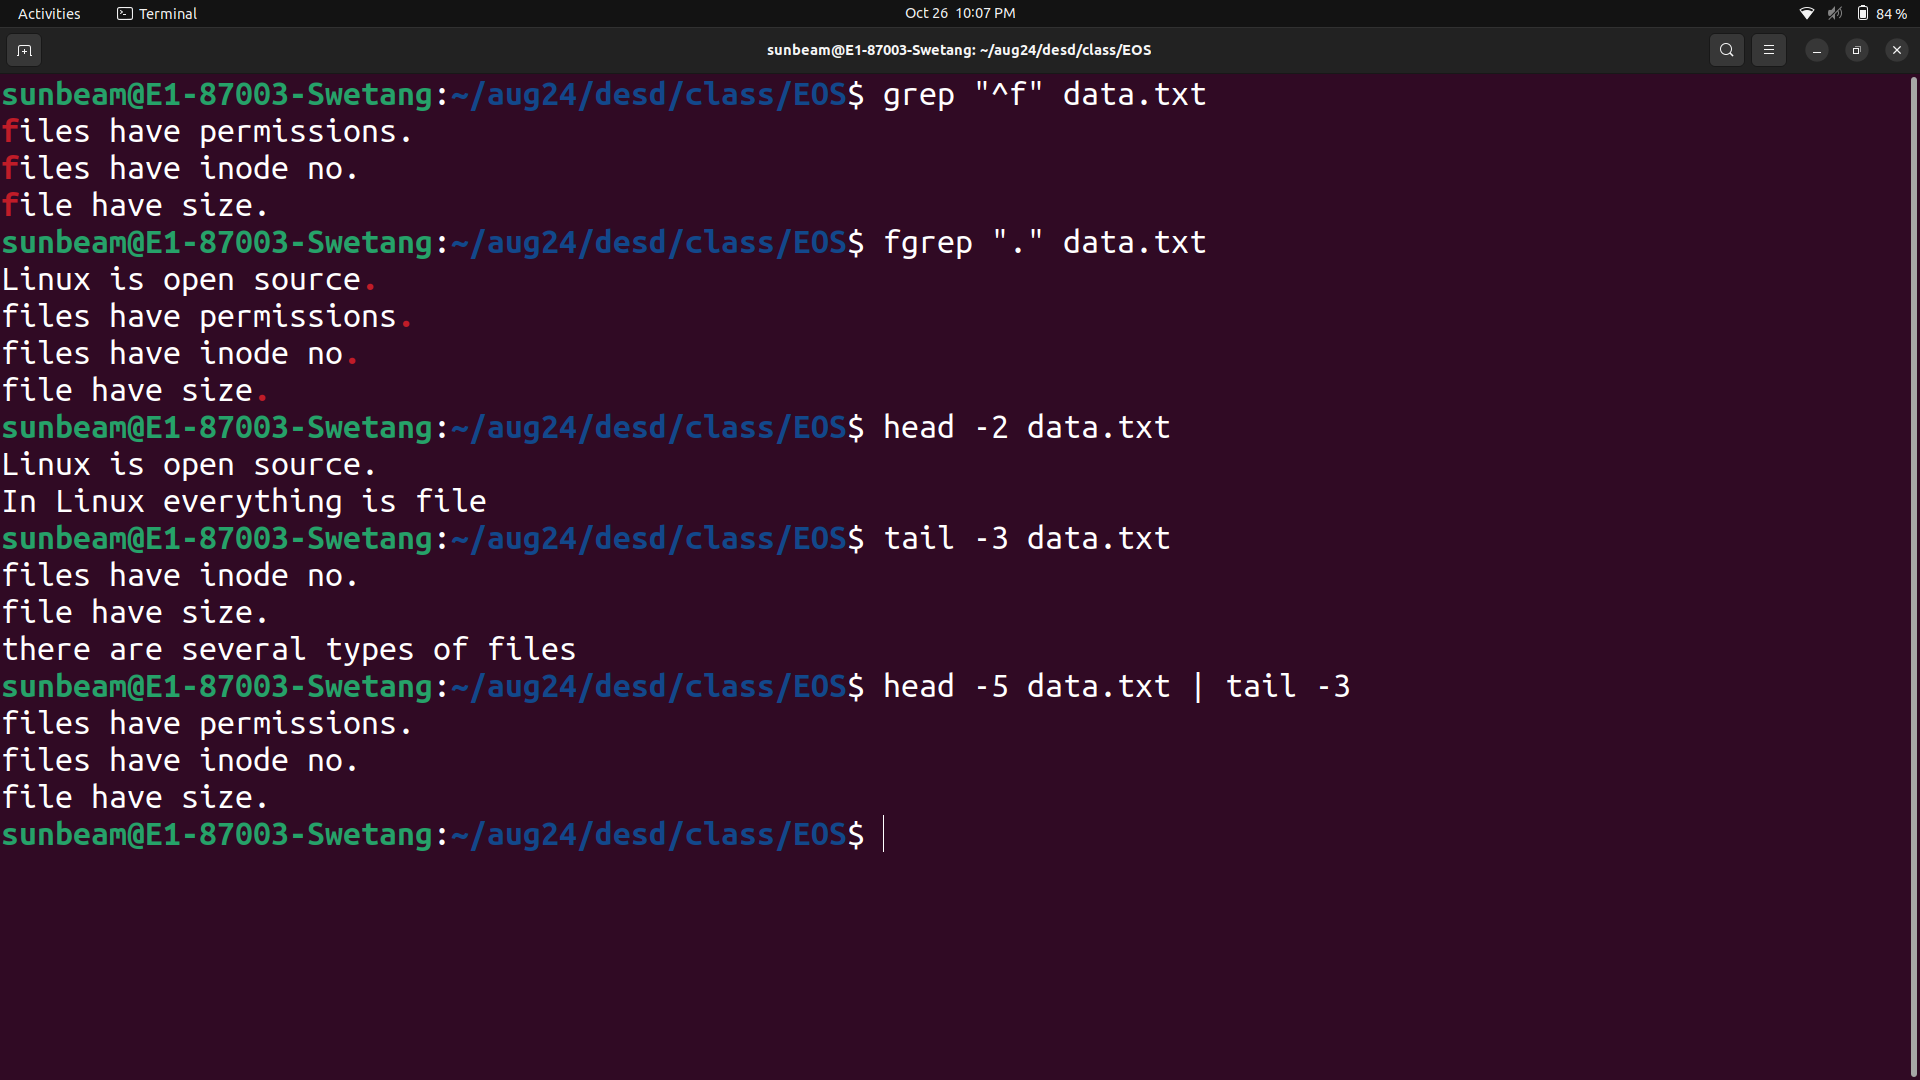 Activities Terminal Oct 26 10:07 PM 84 %
sunbeam@E1-87003-Swetang: ~/aug24/desd/class/EOS
sunbeam@E1-87003-Swetang:~/aug24/desd/class/EOS$ grep "^f" data.txt
files have permissions.
files have inode no.
file have size.
sunbeam@E1-87003-Swetang:~/aug24/desd/class/EOS$ fgrep "." data.txt
Linux is open source.
files have permissions.
files have inode no.
file have size.
sunbeam@E1-87003-Swetang:~/aug24/desd/class/EOS$ head -2 data.txt
Linux is open source.
In Linux everything is file
sunbeam@E1-87003-Swetang:~/aug24/desd/class/EOS$ tail -3 data.txt
files have inode no.
file have size.
there are several types of files
sunbeam@E1-87003-Swetang:~/aug24/desd/class/EOS$ head -5 data.txt | tail -3
files have permissions.
files have inode no.
file have size.
sunbeam@E1-87003-Swetang:~/aug24/desd/class/EOS$